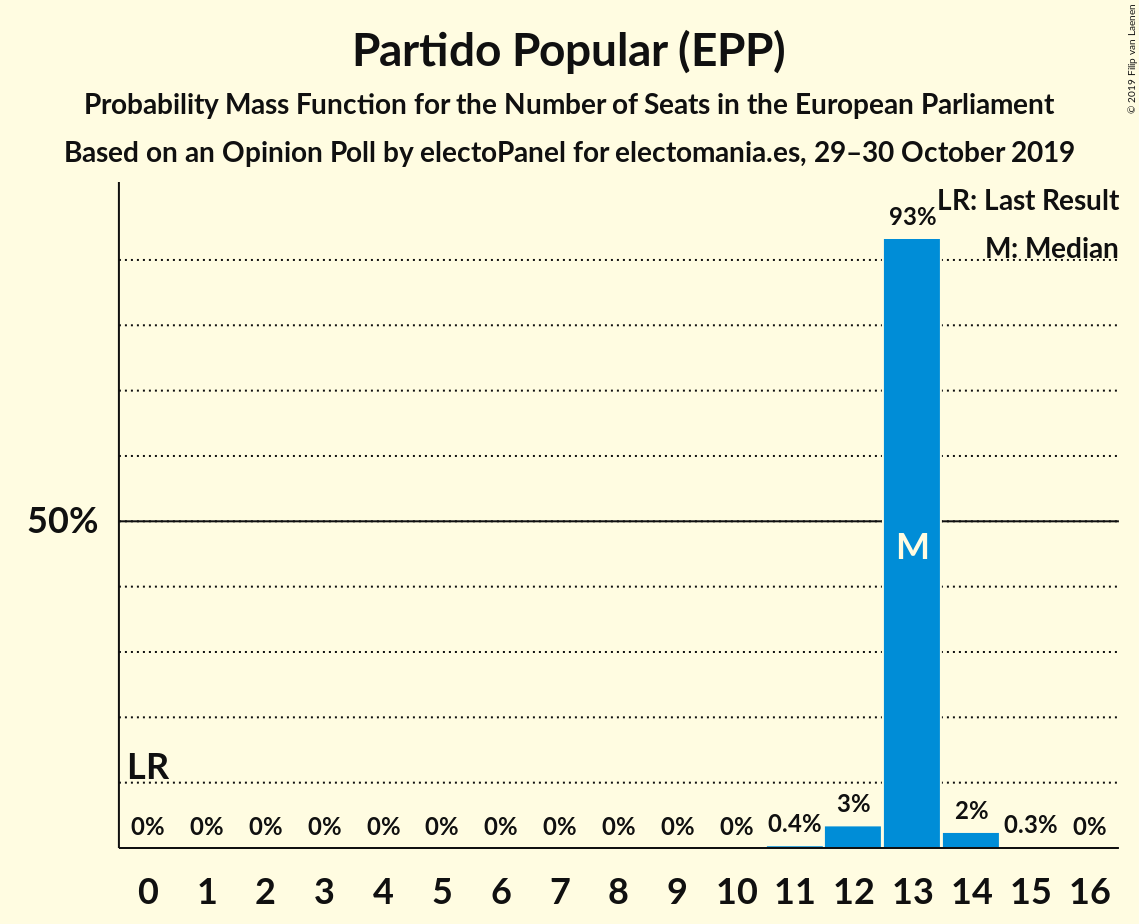 Partido Popular (EPP)
Probability Mass Function for the Number of Seats in the European Parliament
Based on an Opinion Poll by electoPanel for electomania.es, 29–30 October 2019
© 2019 Filip van Laenen
LR: Last Result
M: Median
93%
50%
M
LR
0% 0% 0% 0% 0% 0% 0% 0% 0% 0% 0% 0.4% 3% 2% 0.3% 0%
0 1 2 3 4 5 6 7 8 9 10 11 12 13 14 15 16